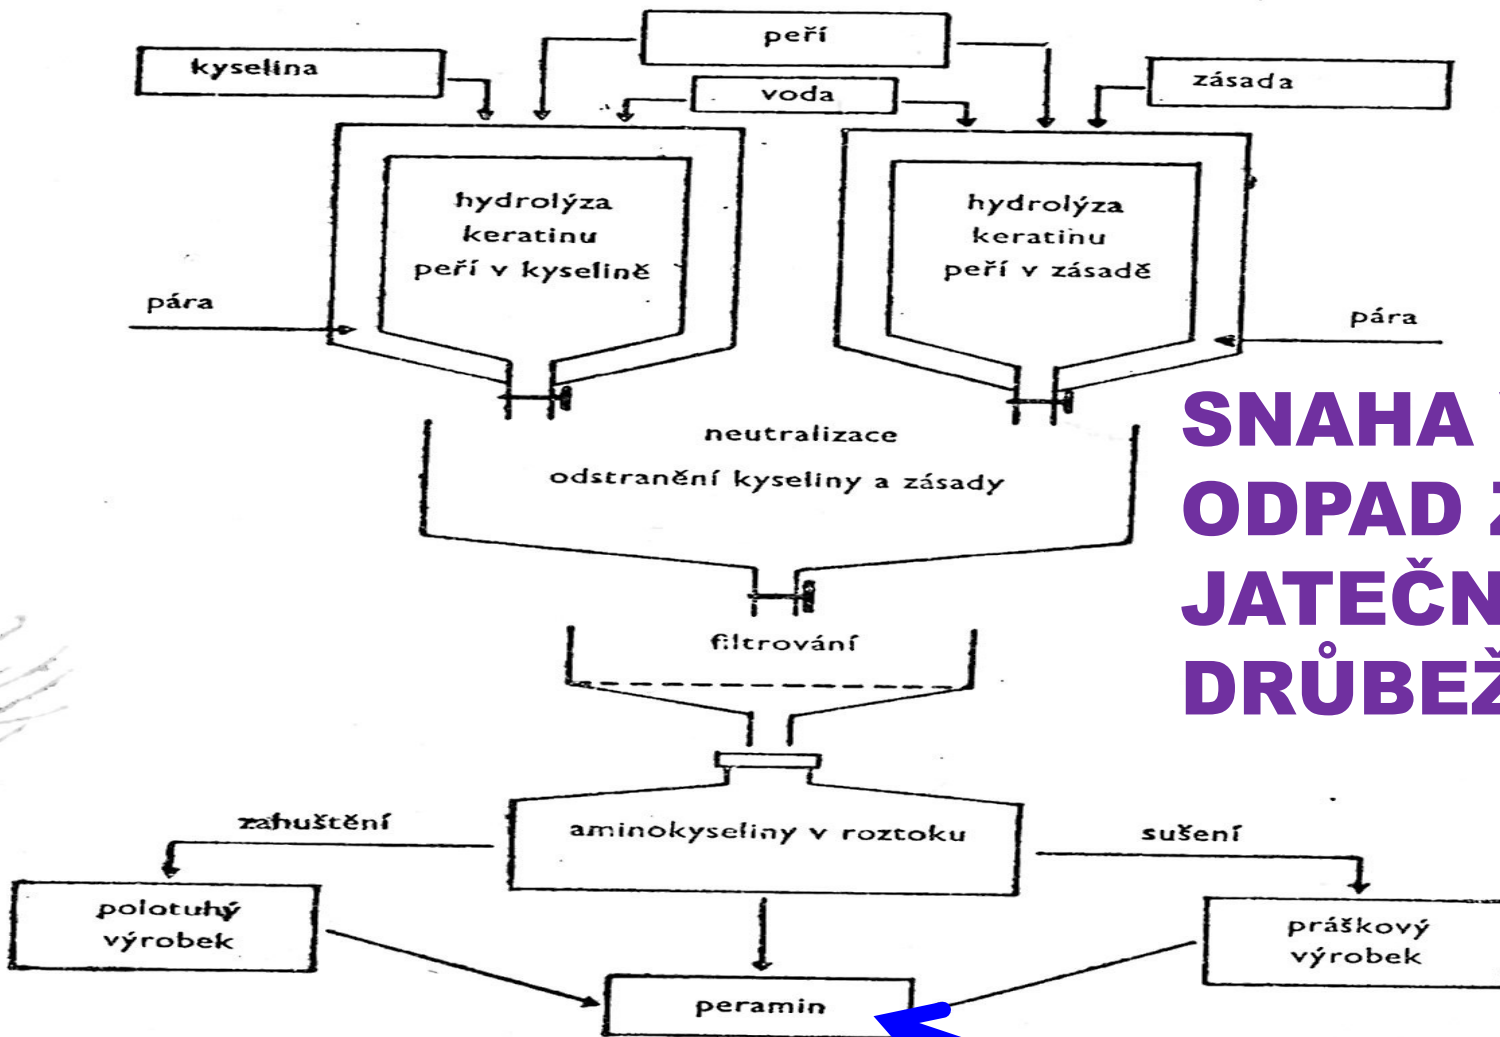 peří
kyselina
voda
zásada
hydrolýza
keratinu
peří v kyselině
hydrolýza
keratinu
peří v zásadě
pára
pára
neutralizace
odstranění kyseliny a zásady
SNAHA
ODPAD
JATEČN
DRŮBEŽ
filtrování
zahuštění
aminokyseliny v roztoku
sušení
polotuhý
výrobek
práškový
výrobek
peramin